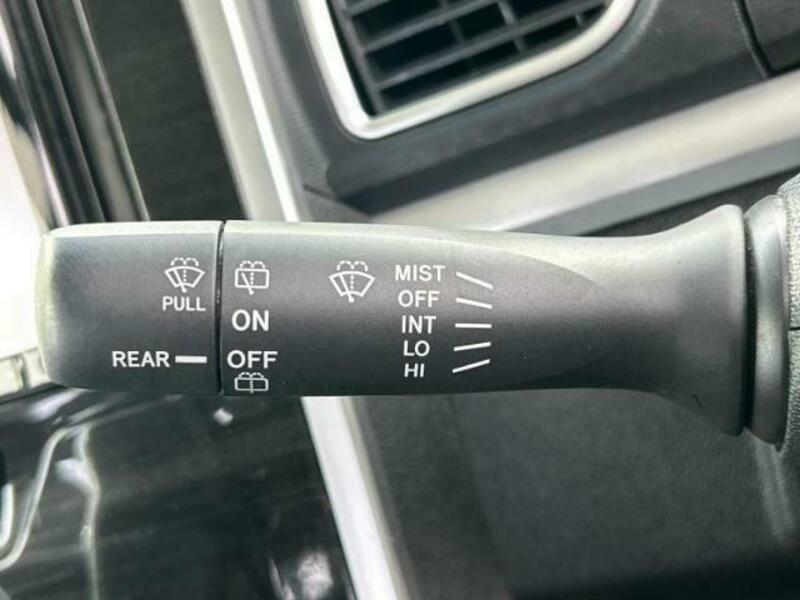 PULL
REAR
ON
OFF
MIST
OFF
INT
LO
HI